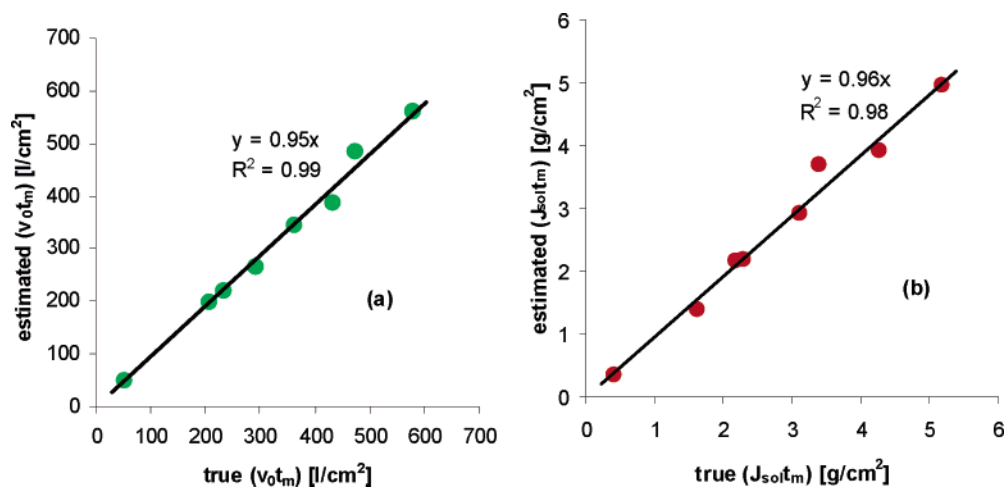 700
600
500
400
300
200
100
0
estimated (v₀tₘ) [l/cm²]
y = 0.95x
R² = 0.99
(a)
0 100 200 300 400 500 600 700
true (v₀tₘ) [l/cm²]
6
5
4
3
2
1
0
estimated (Jₛₒₗtₘ) [g/cm²]
y = 0.96x
R² = 0.98
(b)
0 1 2 3 4 5 6
true (Jₛₒₗtₘ) [g/cm²]